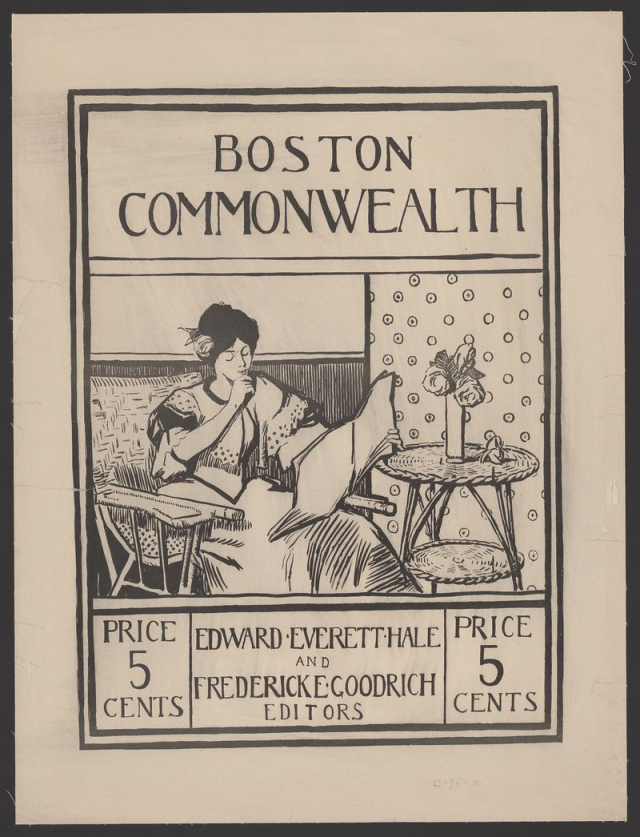 BOSTON
COMMONWEALTH
PRICE
5
CENTS
EDWARD·EVERETT·HALE
AND
FREDERICK·E·GOODRICH
EDITORS
PRICE
5
CENTS